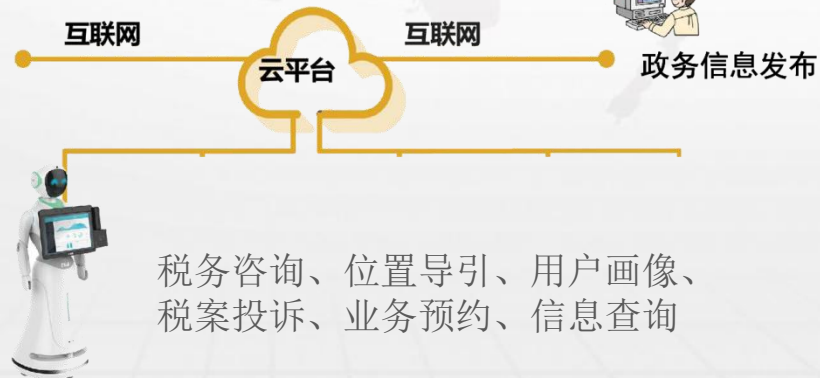 互联网
互联网
云平台
政务信息发布
税务咨询、位置导引、用户画像、
税案投诉、业务预约、信息查询